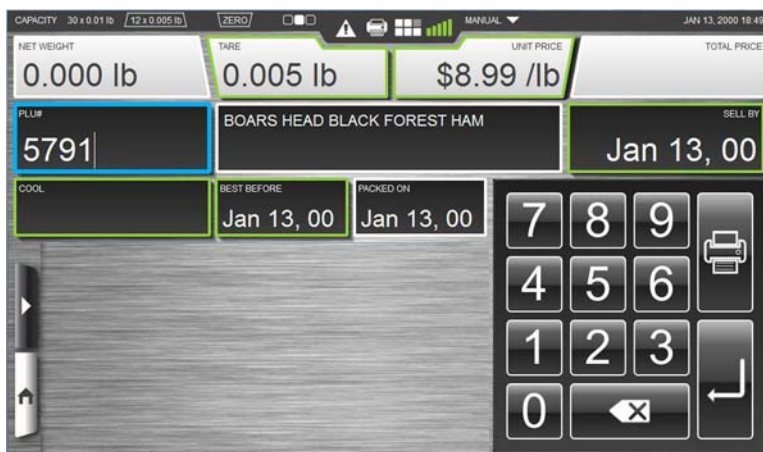 CAPACITY 30 x 0.01 lb 12 x 0.005 lb ZERO MANUAL JAN 13, 2000 18:49
NET WEIGHT TARE UNIT PRICE TOTAL PRICE
0.000 lb 0.005 lb $8.99 /lb
PLU# BOARS HEAD BLACK FOREST HAM SELL BY
5791 Jan 13, 00
COOL BEST BEFORE PACKED ON
Jan 13, 00 Jan 13, 00
7 8 9
4 5 6
1 2 3
0